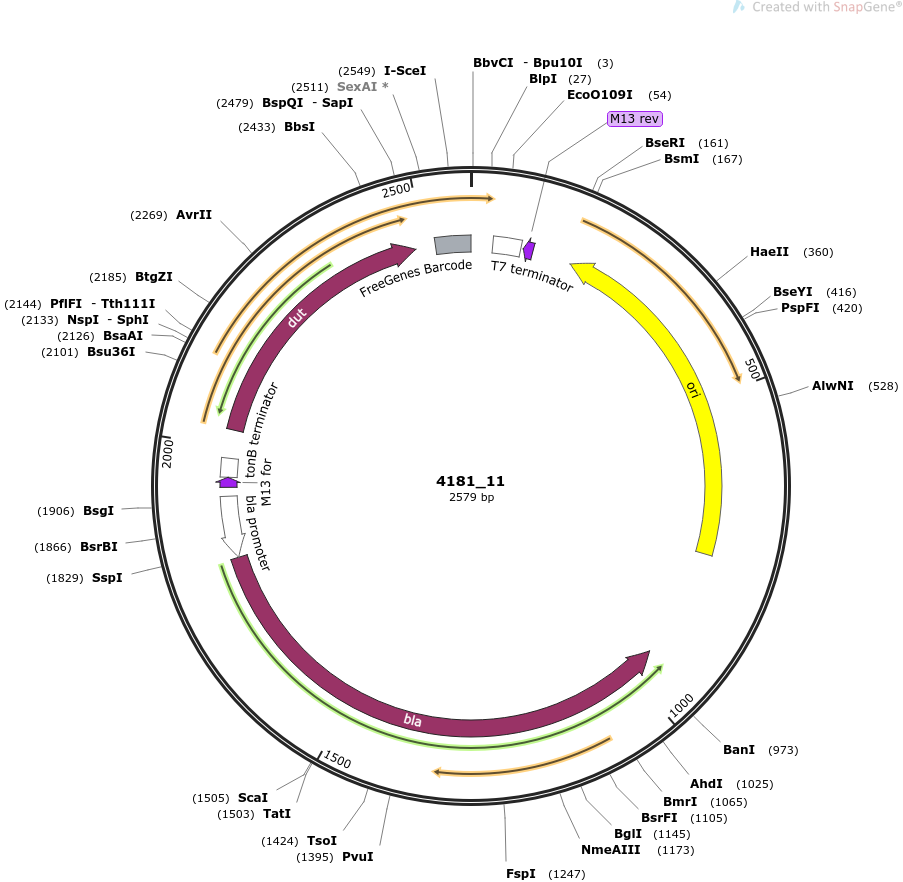 Created with SnapGene®
(2549) I-SceI
(2511) SexAI *
(2479) BspQI - SapI
(2433) BbsI
BbvCI - Bpu10I (3)
BlpI (27)
EcoO109I (54)
M13 rev
BseRI (161)
BsmI (167)
(2269) AvrII
HaeII (360)
(2185) BtgZI
BseYI (416)
PspFI (420)
(2144) PflFI - Tth111I
(2133) NspI - SphI
(2126) BsaAI
(2101) Bsu36I
AlwNI (528)
2500
500
1000
1500
2000
FreeGenes Barcode
T7 terminator
dut
ori
tonB terminator
M13 for
bla promoter
bla
4181_11
2579 bp
(1906) BsgI
(1866) BsrBI
(1829) SspI
BanI (973)
AhdI (1025)
BmrI (1065)
BsrFI (1105)
BglI (1145)
NmeAIII (1173)
FspI (1247)
(1505) ScaI
(1503) TatI
(1424) TsoI
(1395) PvuI